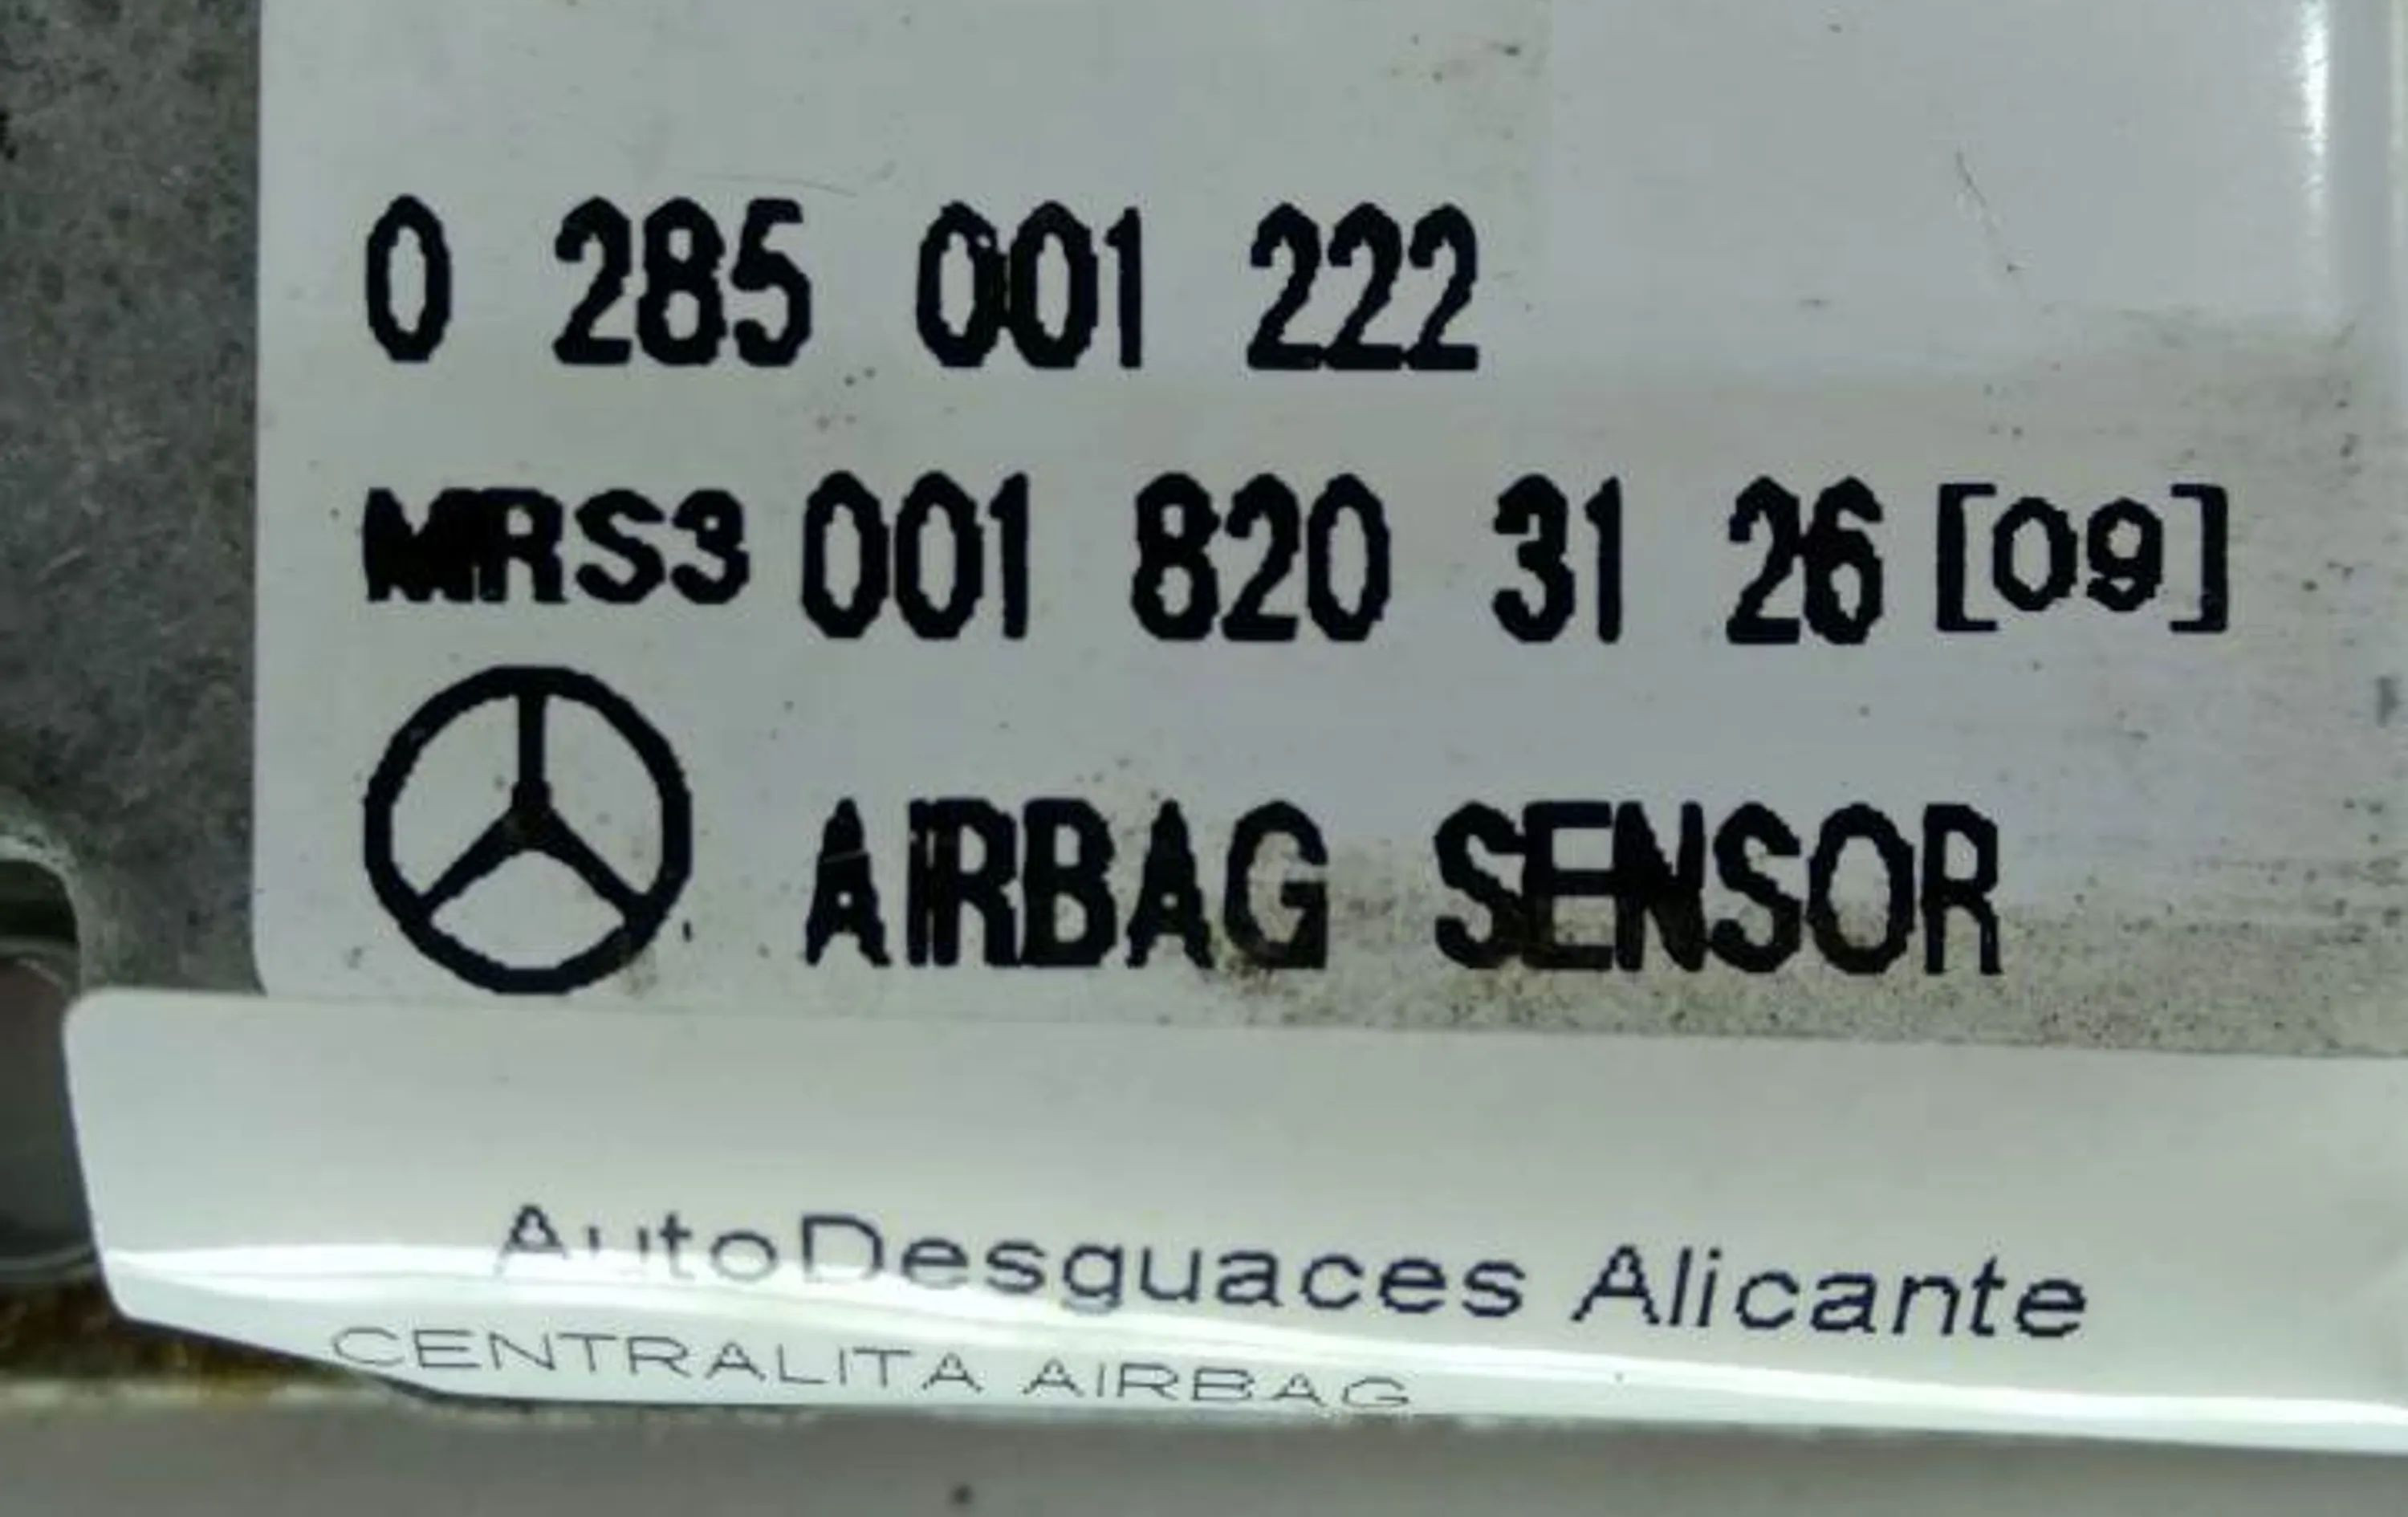 0 285 001 222
MRS3 001 820 31 26 [09]
AIRBAG SENSOR
AutoDesguaces Alicante
CENTRALITA AIRBAG